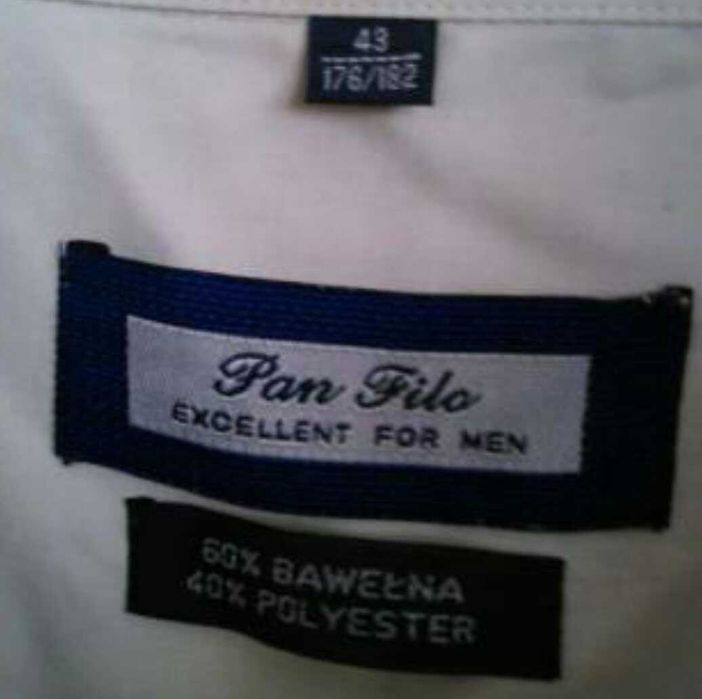 43
176/182
Pan Filo
EXCELLENT FOR MEN
60% BAWEŁNA
40% POLYESTER